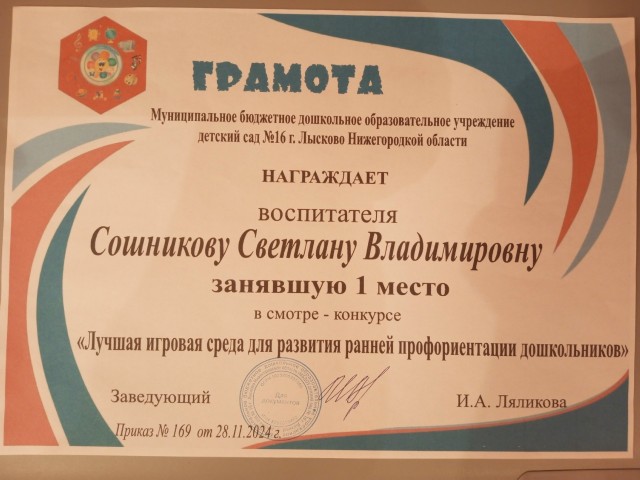 ГРАМОТА
Муниципальное бюджетное дошкольное образовательное учреждение
детский сад №16 г. Лысково Нижегородкой области
НАГРАЖДАЕТ
воспитателя
Сошникову Светлану Владимировну
занявшую 1 место
в смотре - конкурсе
«Лучшая игровая среда для развития ранней профориентации дошкольников»
Заведующий И.А. Ляликова
Приказ № 169 от 28.11.2024 г.